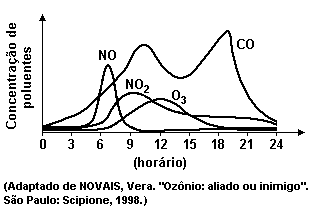 Concentração de
poluentes
NO
NO2
O3
CO
0 3 6 9 12 15 18 21 24
(horário)
(Adaptado de NOVAIS, Vera. "Ozônio: aliado ou inimigo".
São Paulo: Scipione, 1998.)